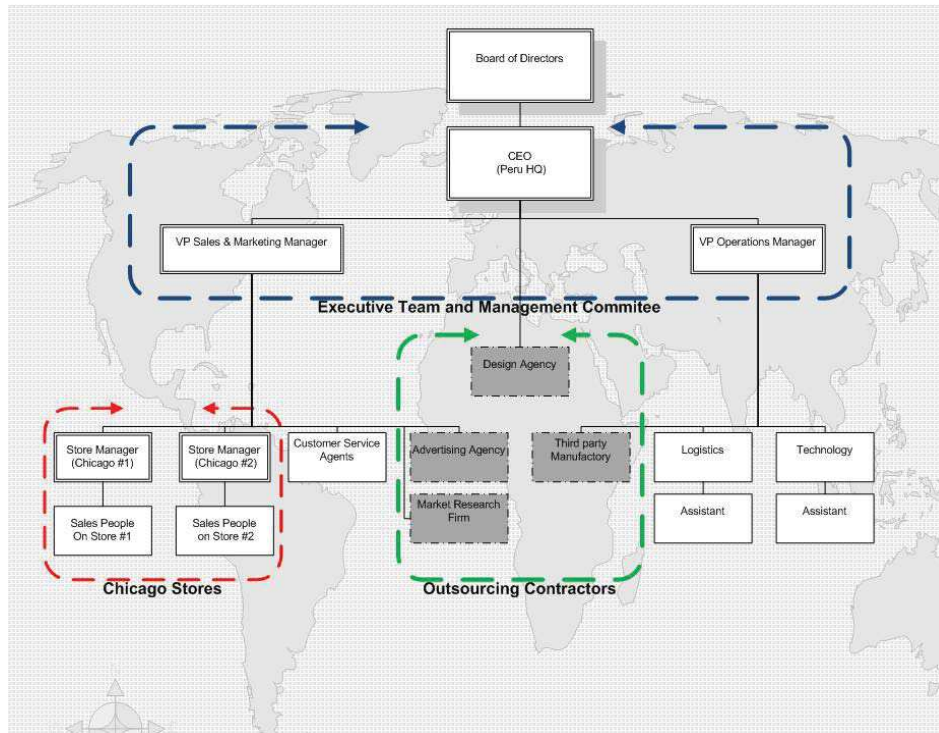 Board of Directors
CEO
(Peru HQ)
VP Sales & Marketing Manager
VP Operations Manager
Executive Team and Management Commitee
Design Agency
Store Manager
(Chicago #1)
Store Manager
(Chicago #2)
Customer Service
Agents
Advertising Agency
Third party
Manufactory
Logistics
Technology
Sales People
On Store #1
Sales People
on Store #2
Market Research
Firm
Assistant
Assistant
Chicago Stores
Outsourcing Contractors